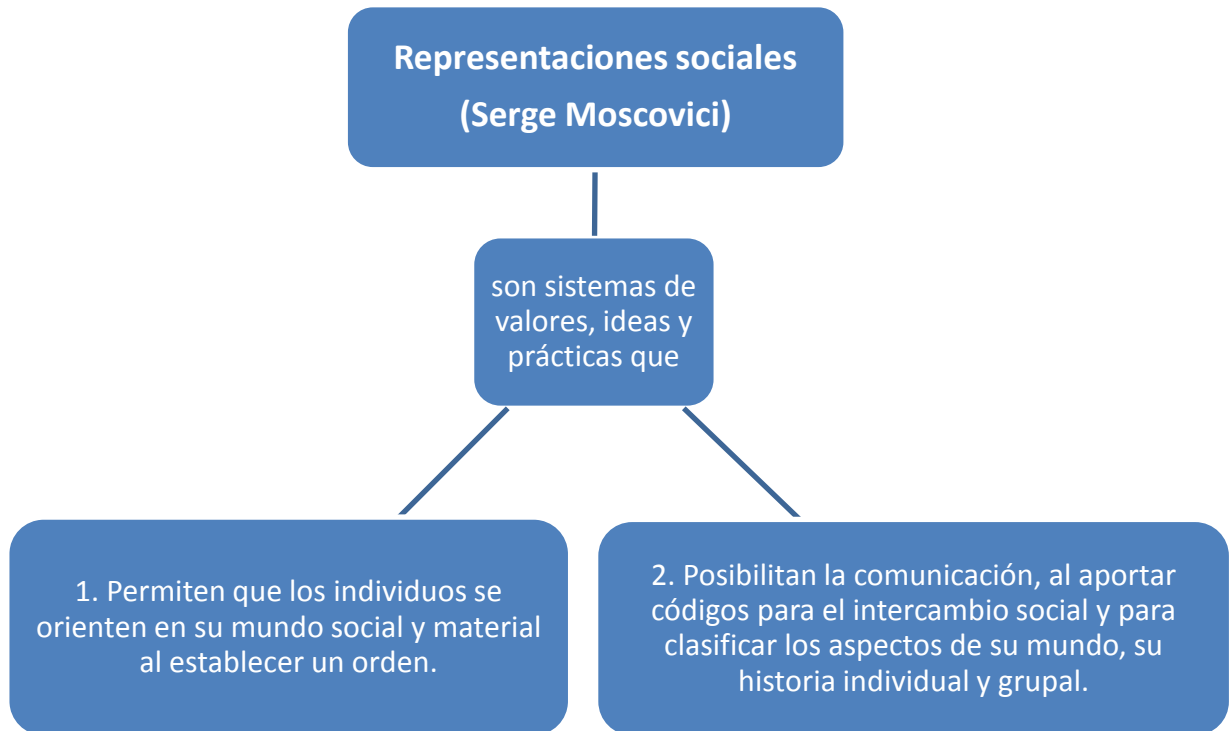 Representaciones sociales
(Serge Moscovici)
son sistemas de
valores, ideas y
prácticas que
1. Permiten que los individuos se
orienten en su mundo social y material
al establecer un orden.
2. Posibilitan la comunicación, al aportar
códigos para el intercambio social y para
clasificar los aspectos de su mundo, su
historia individual y grupal.